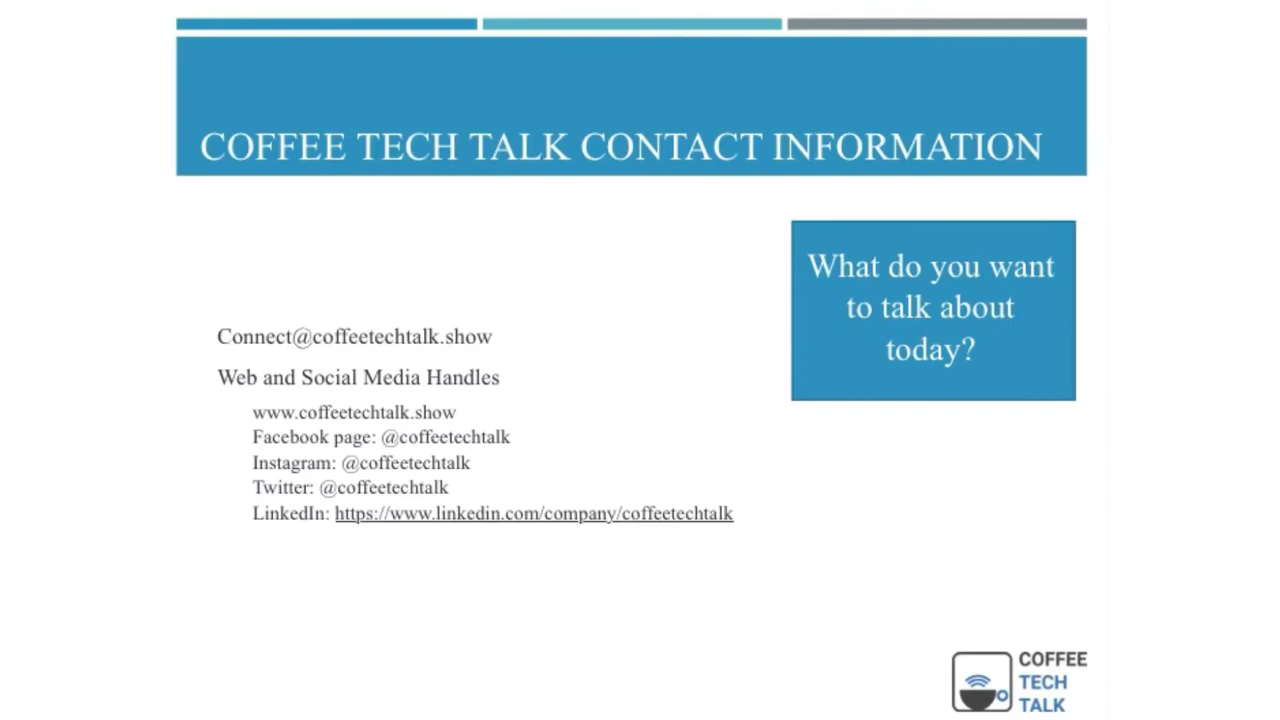 COFFEE TECH TALK CONTACT INFORMATION
What do you want
to talk about
today?
Connect@coffeetechtalk.show
Web and Social Media Handles
www.coffeetechtalk.show
Facebook page: @coffeetechtalk
Instagram: @coffeetechtalk
Twitter: @coffeetechtalk
LinkedIn: https://www.linkedin.com/company/coffeetechtalk
COFFEE
TECH
TALK